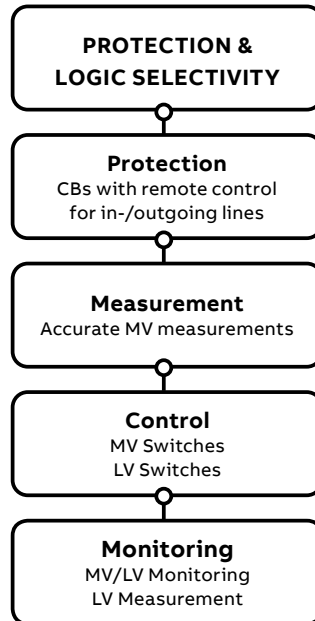 PROTECTION &
LOGIC SELECTIVITY
Protection
CBs with remote control
for in-/outgoing lines
Measurement
Accurate MV measurements
Control
MV Switches
LV Switches
Monitoring
MV/LV Monitoring
LV Measurement